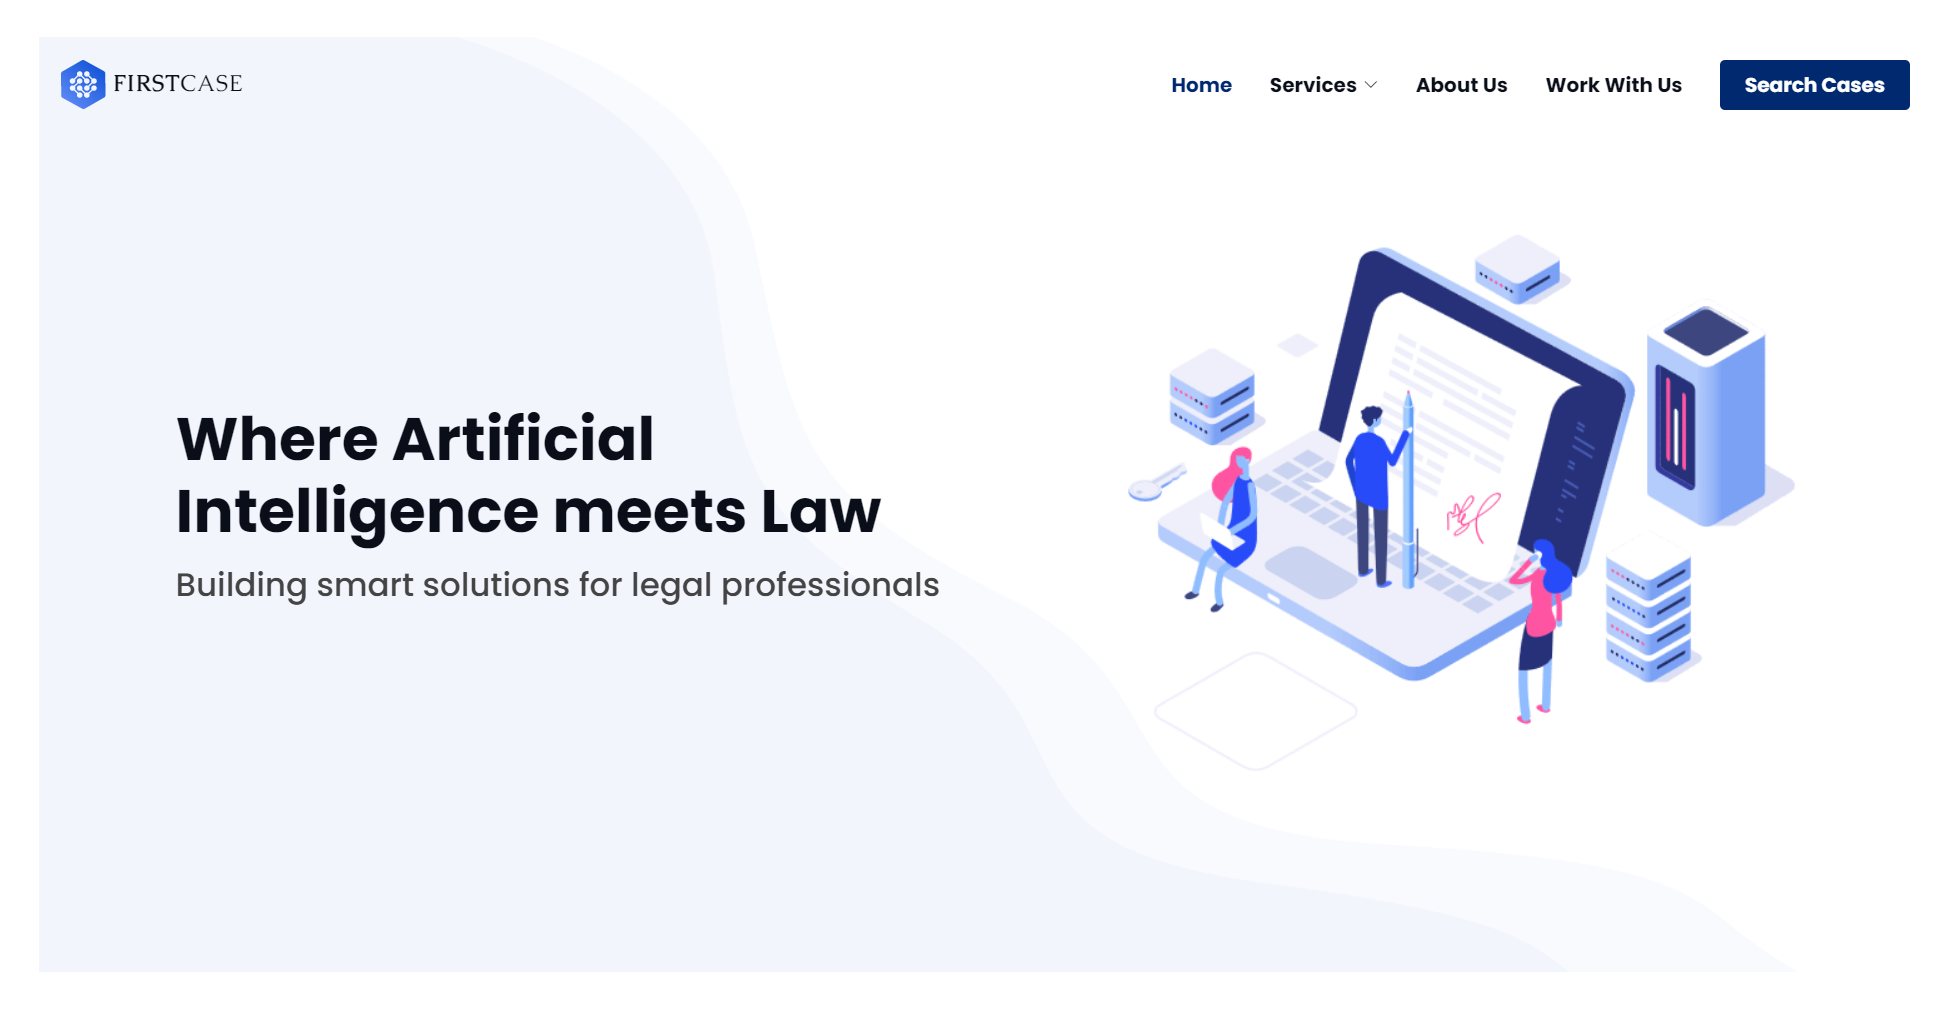 FIRSTCASE
Home
Services
About Us
Work With Us
Search Cases
Where Artificial
Intelligence meets Law
Building smart solutions for legal professionals